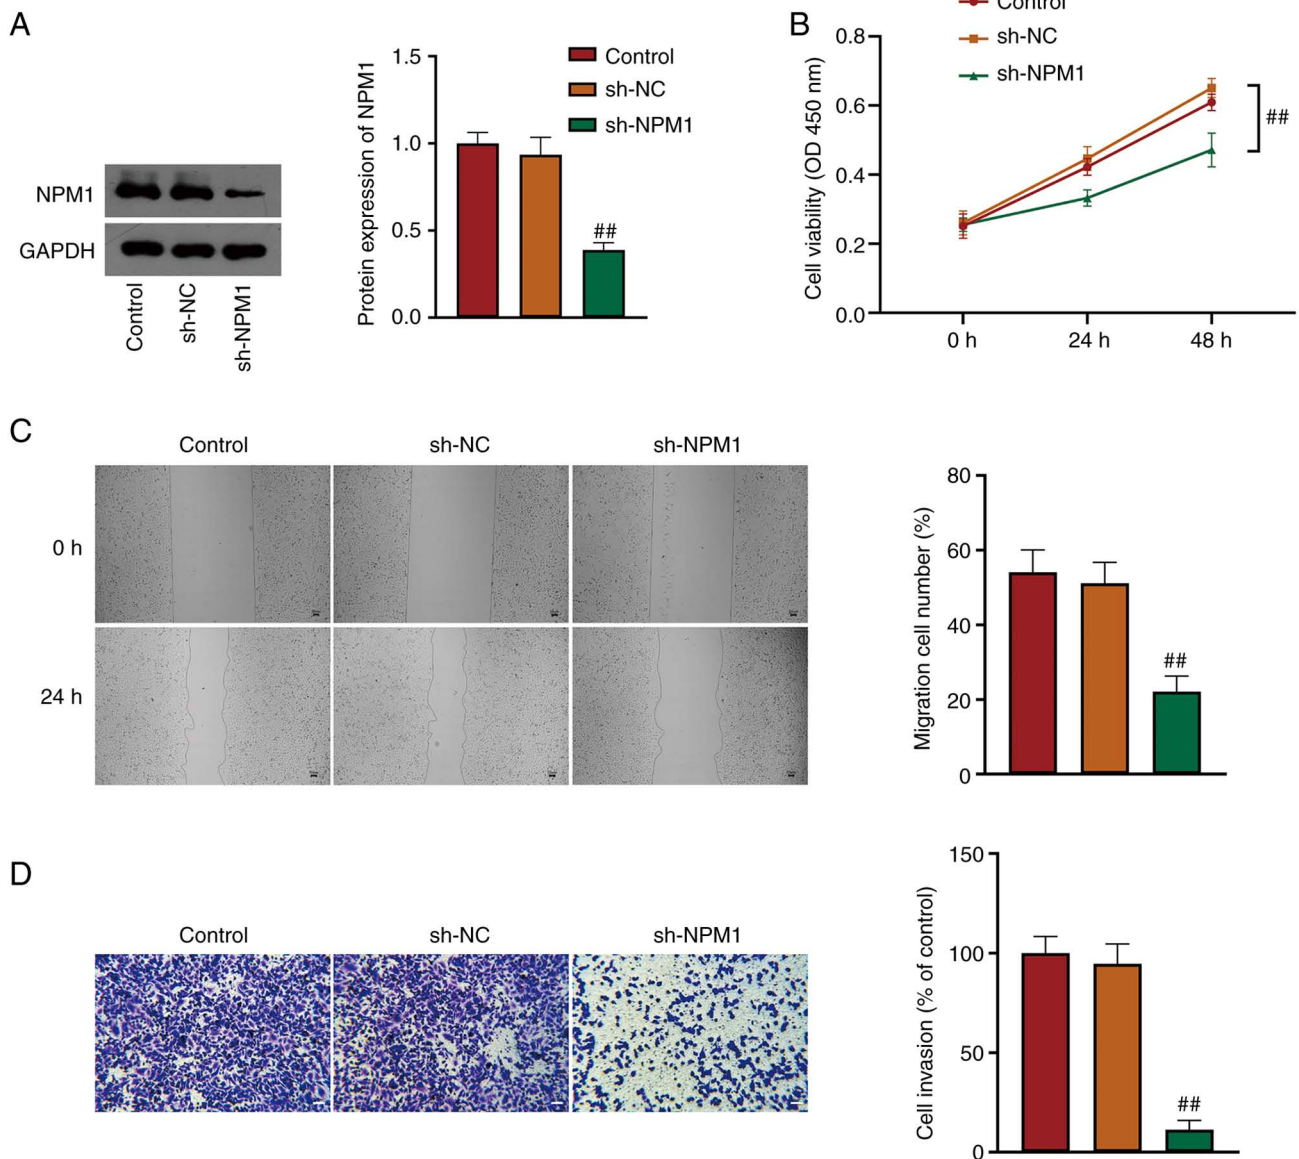 A
NPM1
GAPDH
Control
sh-NC
sh-NPM1
Protein expression of NPM1
1.5
1.0
0.5
0.0
Control
sh-NC
sh-NPM1
##
B
Cell viability (OD 450 nm)
0.8
0.6
0.4
0.2
0.0
Control
sh-NC
sh-NPM1
##
0 h
24 h
48 h
C
Control
sh-NC
sh-NPM1
0 h
24 h
Migration cell number (%)
80
60
40
20
0
##
D
Control
sh-NC
sh-NPM1
Cell invasion (% of control)
150
100
50
0
##